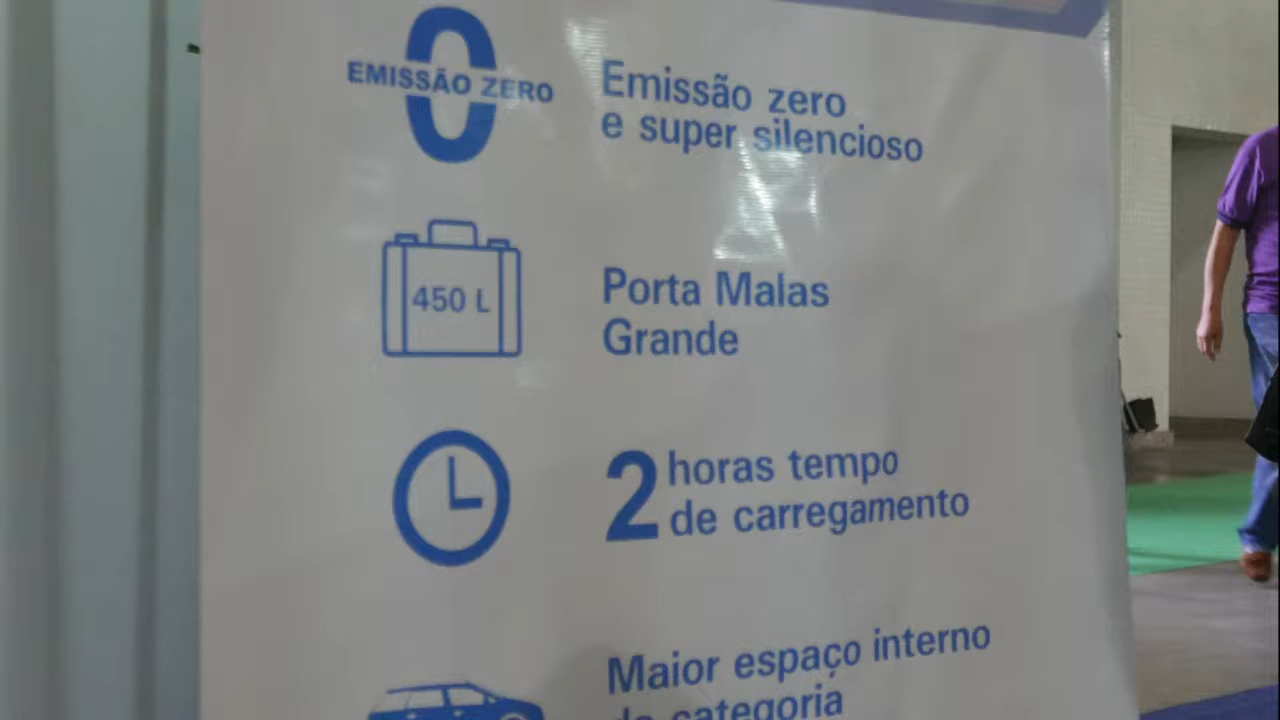 0
EMISSÃO ZERO
Emissão zero
e super silencioso
450 L
Porta Malas
Grande
2 horas tempo
de carregamento
Maior espaço interno
da categoria